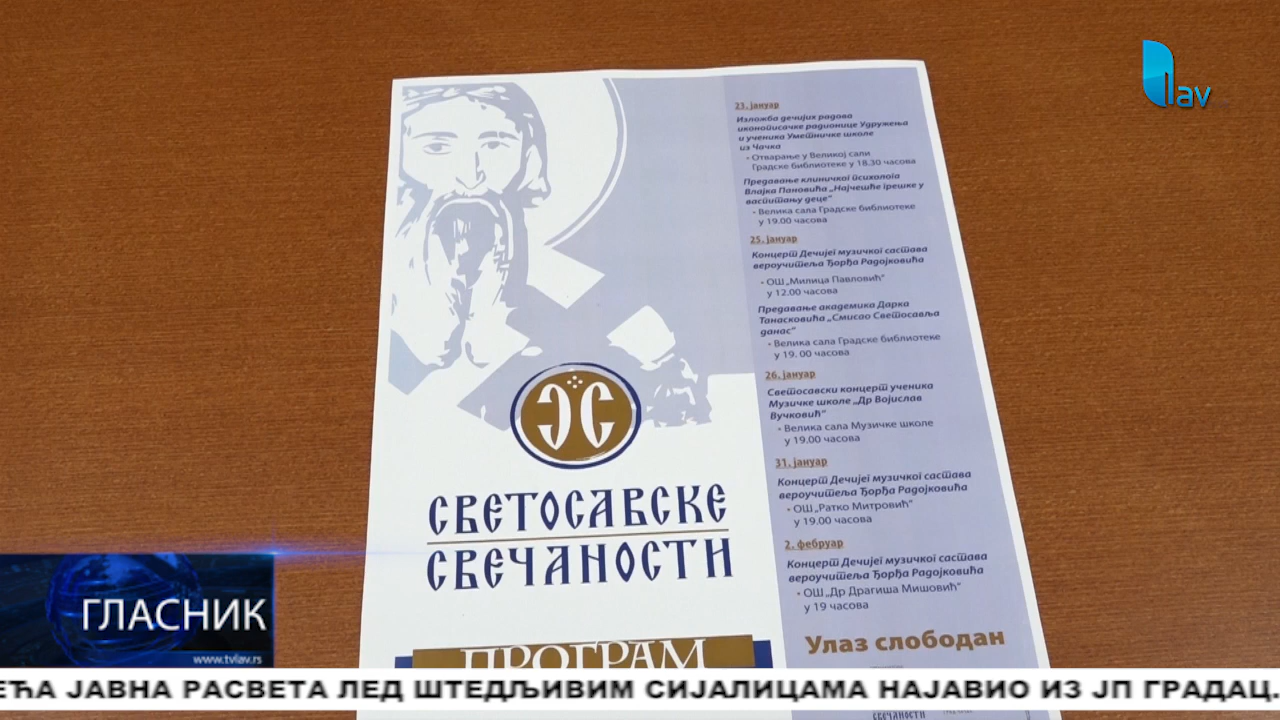 lav
23. јануар
Изложба дечијих радова
иконописачке радионице Удружења
и ученика Уметничке школе
из Чачка
• Отварање у Великој сали
Градске библиотеке у 18.30 часова
Предавање клиничког психолога
Влајка Пановића „Најчешће грешке у
васпитању деце“
• Велика сала Градске библиотеке
у 19.00 часова
25. јануар
Концерт Дечијег музичког састава
вероучитеља Ђорђа Радојковића
• ОШ „Милица Павловић“
у 12.00 часова
Предавање академика Дарка
Танасковића „Смисао Светосавља
данас“
• Велика сала Градске библиотеке
у 19. 00 часова
26. јануар
Светосавски концерт ученика
Музичке школе „Др Војислав
Вучковић“
• Велика сала Музичке школе
у 19.00 часова
31. јануар
Концерт Дечијег музичког састава
вероучитеља Ђорђа Радојковића
• ОШ „Ратко Митровић“
у 19.00 часова
2. фебруар
Концерт Дечијег музичког састава
вероучитеља Ђорђа Радојковића
• ОШ „Др Драгиша Мишовић“
у 19 часова
Улаз слободан
СВЕТОСАВСКЕ
СВЕЧАНОСТИ
ПРОГРАМ
СВЕЧАНОСТИ
ГЛАСНИК
www.tvlav.rs
ЈАВНА РАСВЕТА ЛЕД ШТЕДЉИВИМ СИЈАЛИЦАМА НАЈАВИО ИЗ ЈП ГРАДАЦ.